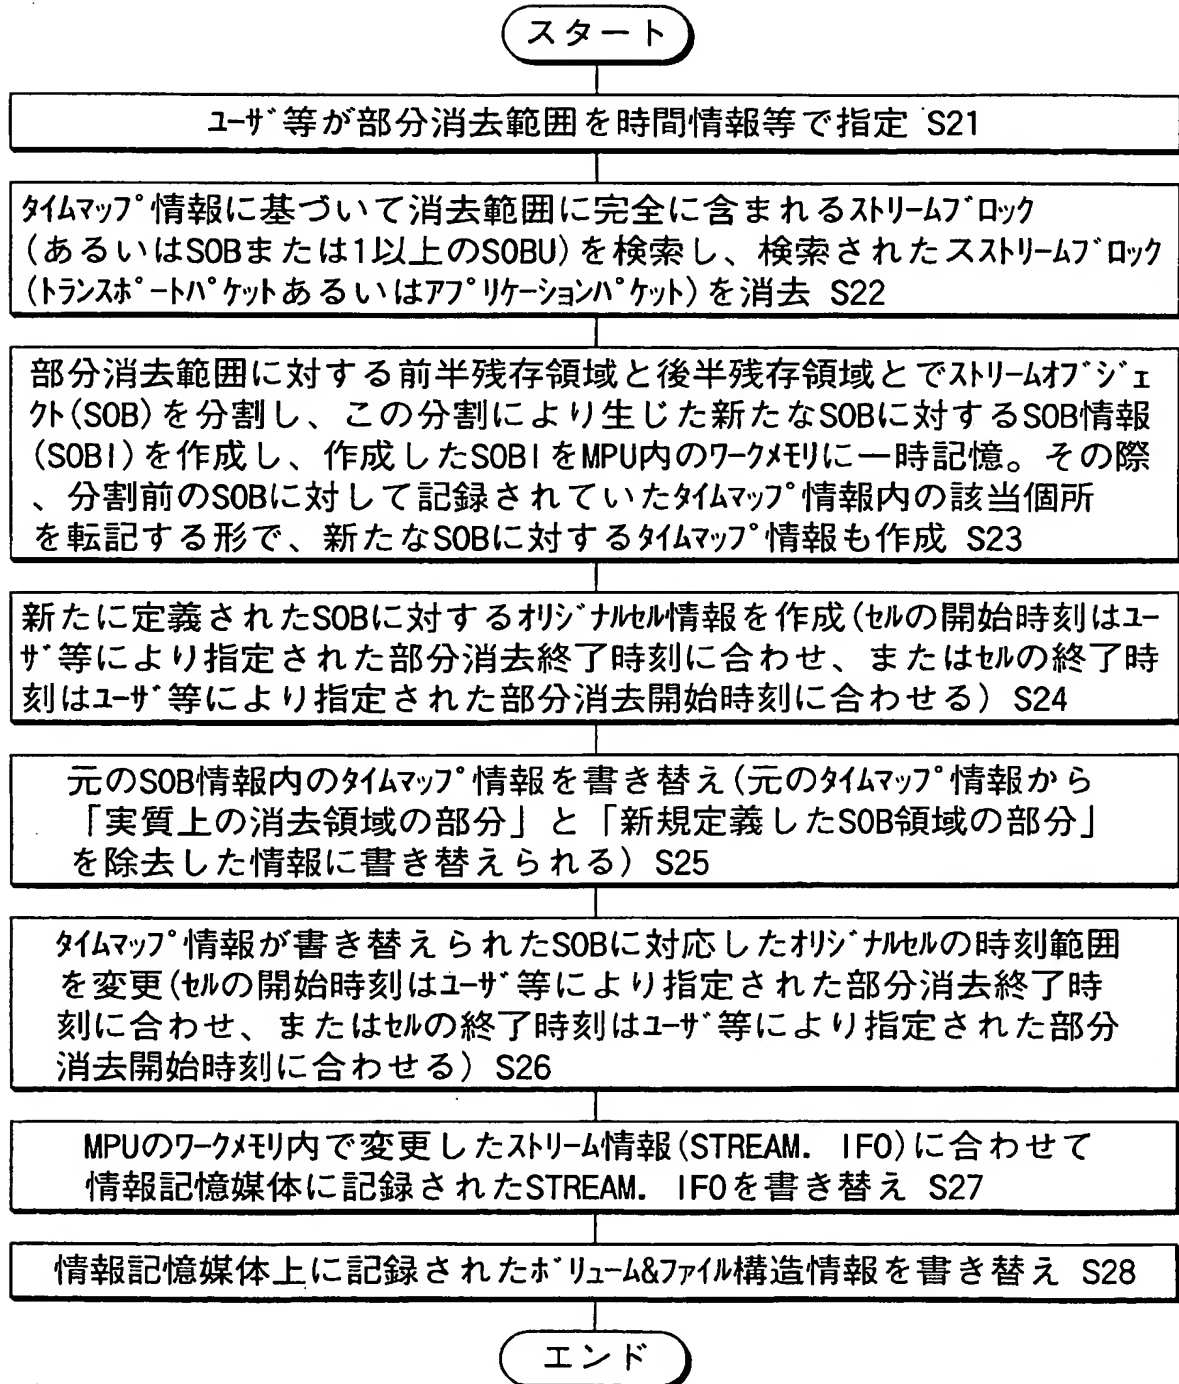 スタート
ユーザ等が部分消去範囲を時間情報等で指定 S21
タイムマップ情報に基づいて消去範囲に完全に含まれるストリームブロック
(あるいはSOBまたは1以上のSOBU)を検索し、検索されたスストリームブロック
(トランスポートパケットあるいはアプリケーションパケット)を消去 S22
部分消去範囲に対する前半残存領域と後半残存領域とでストリームオブジェ
クト(SOB)を分割し、この分割により生じた新たなSOBに対するSOB情報
(SOBI)を作成し、作成したSOBIをMPU内のワークメモリに一時記憶。その際
、分割前のSOBに対して記録されていたタイムマップ情報内の該当個所
を転記する形で、新たなSOBに対するタイムマップ情報も作成 S23
新たに定義されたSOBに対するオリジナルセル情報を作成(セルの開始時刻はユー
ザ等により指定された部分消去終了時刻に合わせ、またはセルの終了時
刻はユーザ等により指定された部分消去開始時刻に合わせる) S24
元のSOB情報内のタイムマップ情報を書き替え(元のタイムマップ情報から
「実質上の消去領域の部分」と「新規定義したSOB領域の部分」
を除去した情報に書き替えられる) S25
タイムマップ情報が書き替えられたSOBに対応したオリジナルセルの時刻範囲
を変更(セルの開始時刻はユーザ等により指定された部分消去終了時
刻に合わせ、またはセルの終了時刻はユーザ等により指定された部分
消去開始時刻に合わせる) S26
MPUのワークメモリ内で変更したストリーム情報(STREAM. IFO)に合わせて
情報記憶媒体に記録されたSTREAM. IFOを書き替え S27
情報記憶媒体上に記録されたボリューム&ファイル構造情報を書き替え S28
エンド